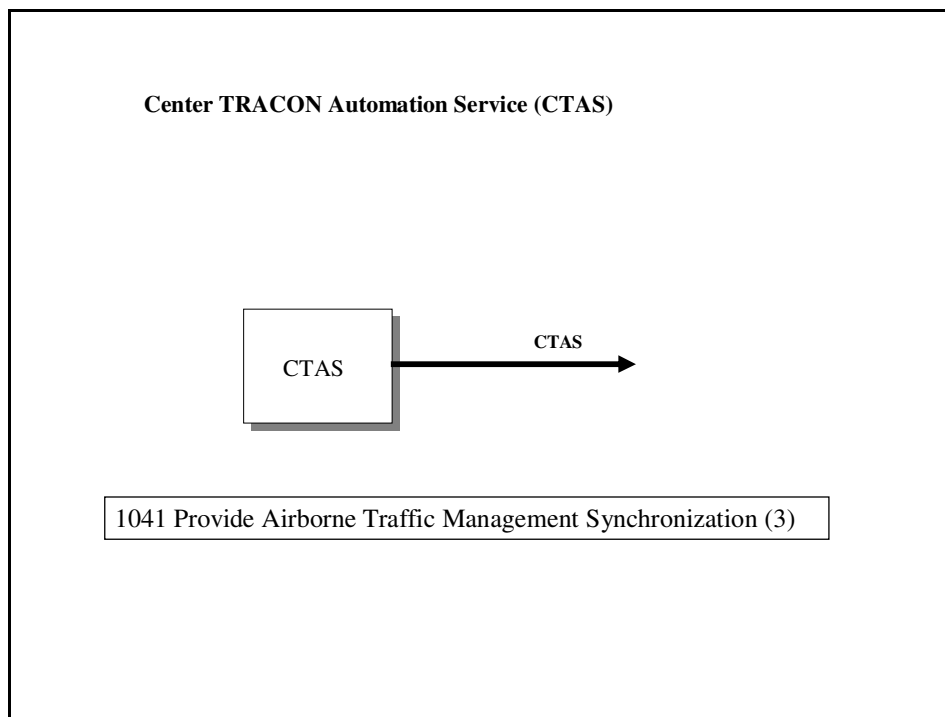 Center TRACON Automation Service (CTAS)
CTAS
CTAS
1041 Provide Airborne Traffic Management Synchronization (3)